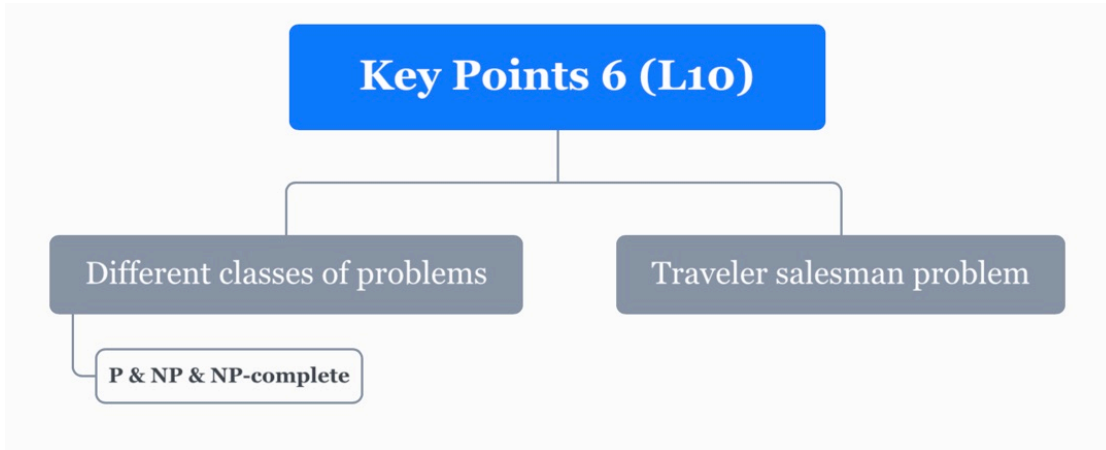 Key Points 6 (L10)
Different classes of problems
Traveler salesman problem
P & NP & NP-complete